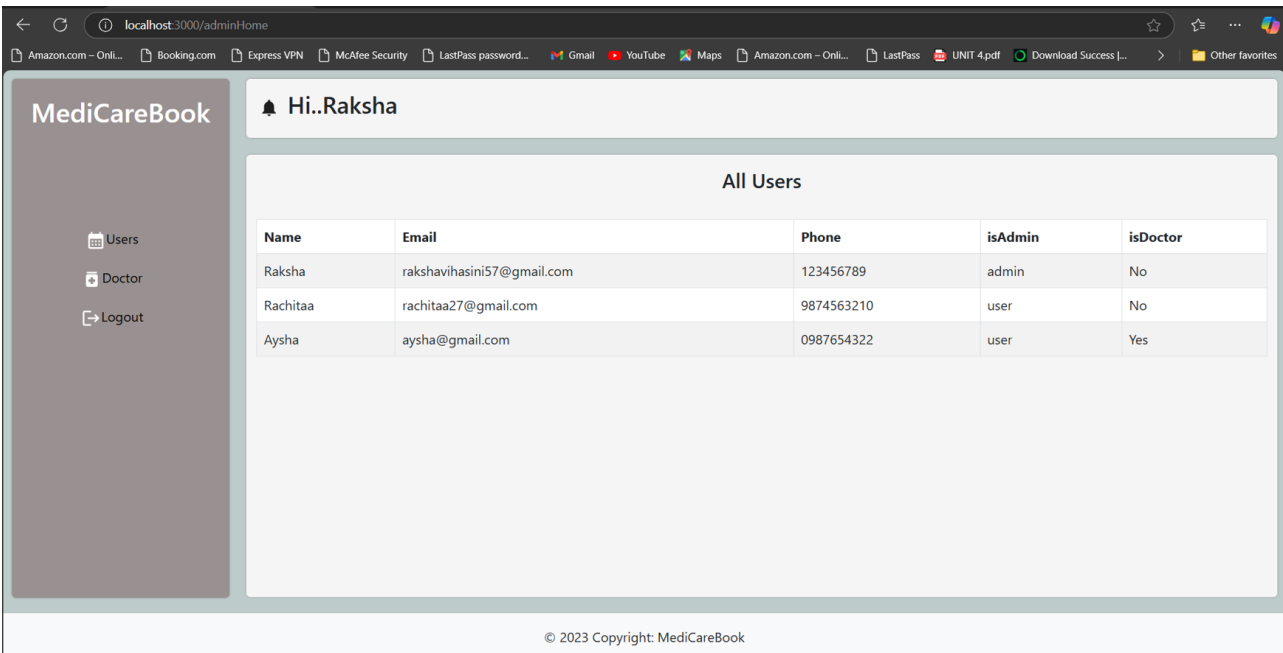 localhost:3000/adminHome
Amazon.com – Onli... Booking.com Express VPN McAfee Security LastPass password... Gmail YouTube Maps Amazon.com – Onli... LastPass UNIT 4.pdf Download Success |... Other favorites
MediCareBook
Hi..Raksha
Users
Doctor
Logout
All Users
Name Email Phone isAdmin isDoctor
Raksha rakshavihasini57@gmail.com 123456789 admin No
Rachitaa rachitaa27@gmail.com 9874563210 user No
Aysha aysha@gmail.com 0987654322 user Yes
© 2023 Copyright: MediCareBook